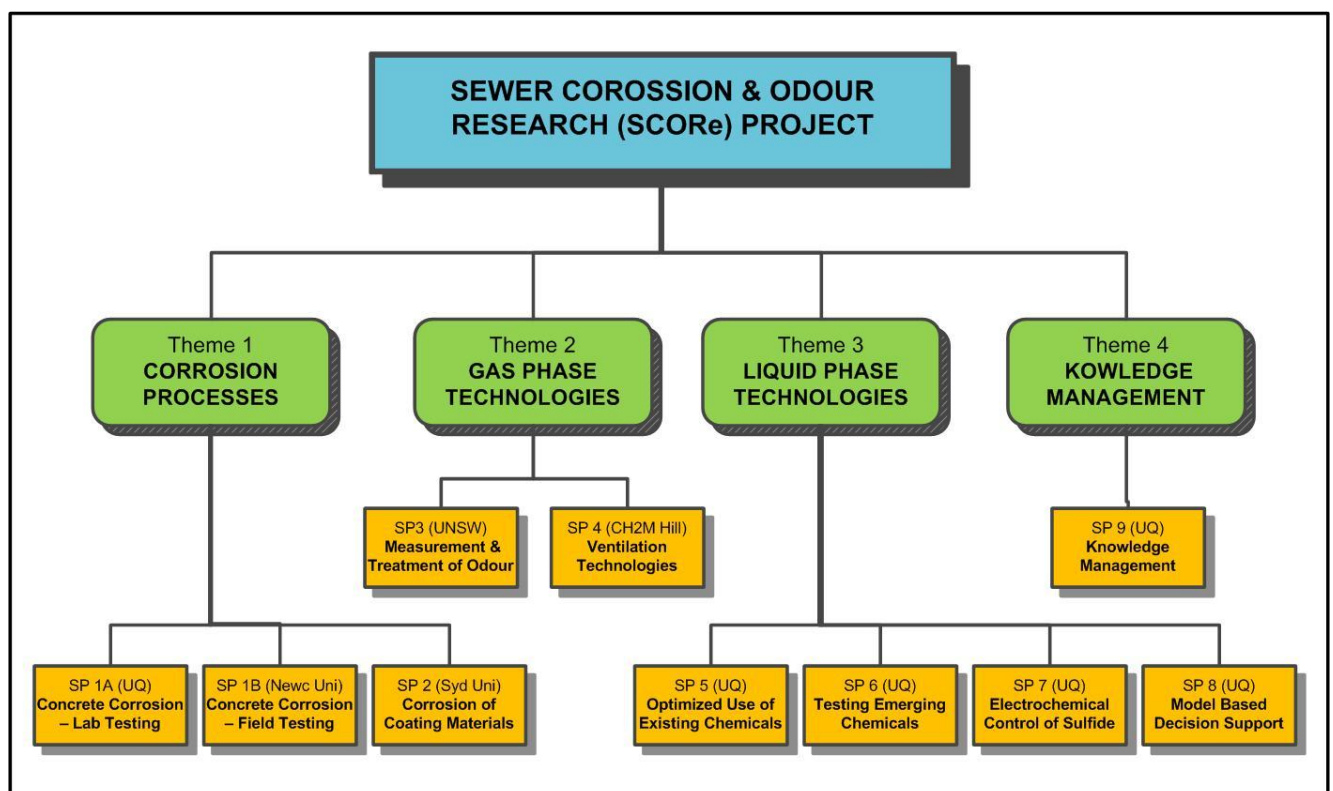 SEWER COROSSION & ODOUR
RESEARCH (SCORe) PROJECT
Theme 1
CORROSION
PROCESSES
Theme 2
GAS PHASE
TECHNOLOGIES
Theme 3
LIQUID PHASE
TECHNOLOGIES
Theme 4
KOWLEDGE
MANAGEMENT
SP3 (UNSW)
Measurement &
Treatment of Odour
SP 4 (CH2M Hill)
Ventilation
Technologies
SP 9 (UQ)
Knowledge
Management
SP 1A (UQ)
Concrete Corrosion
– Lab Testing
SP 1B (Newc Uni)
Concrete Corrosion
– Field Testing
SP 2 (Syd Uni)
Corrosion of
Coating Materials
SP 5 (UQ)
Optimized Use of
Existing Chemicals
SP 6 (UQ)
Testing Emerging
Chemicals
SP 7 (UQ)
Electrochemical
Control of Sulfide
SP 8 (UQ)
Model Based
Decision Support